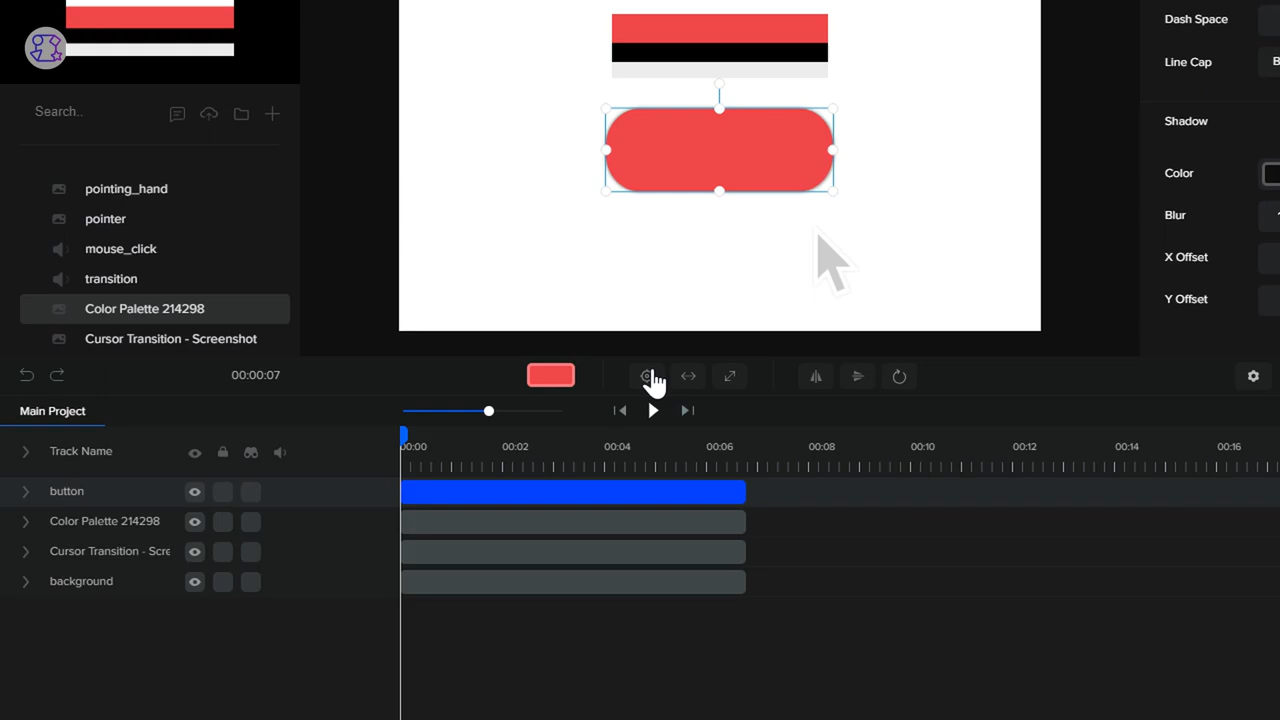 Dash Space
Line Cap
B
Shadow
Color
Blur
X Offset
Y Offset
Search..
pointing_hand
pointer
mouse_click
transition
Color Palette 214298
Cursor Transition - Screenshot
00:00:07
Main Project
Track Name
00:00 00:02 00:04 00:06 00:08 00:10 00:12 00:14 00:16
button
Color Palette 214298
Cursor Transition - Scre
background